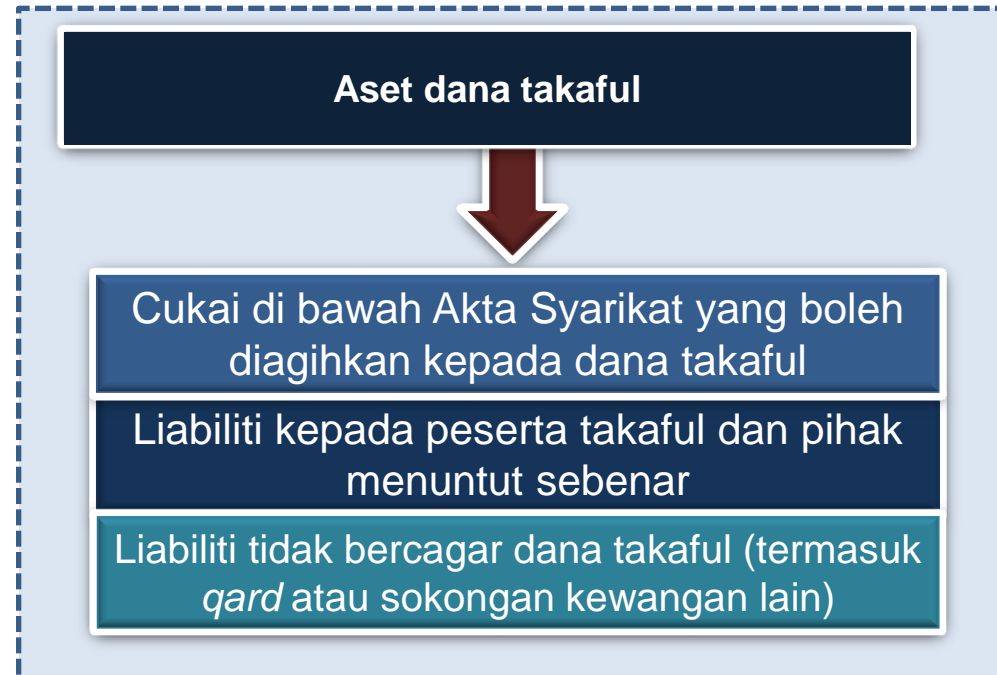 Aset dana takaful
Cukai di bawah Akta Syarikat yang boleh
diagihkan kepada dana takaful
Liabiliti kepada peserta takaful dan pihak
menuntut sebenar
Liabiliti tidak bercagar dana takaful (termasuk
qard atau sokongan kewangan lain)